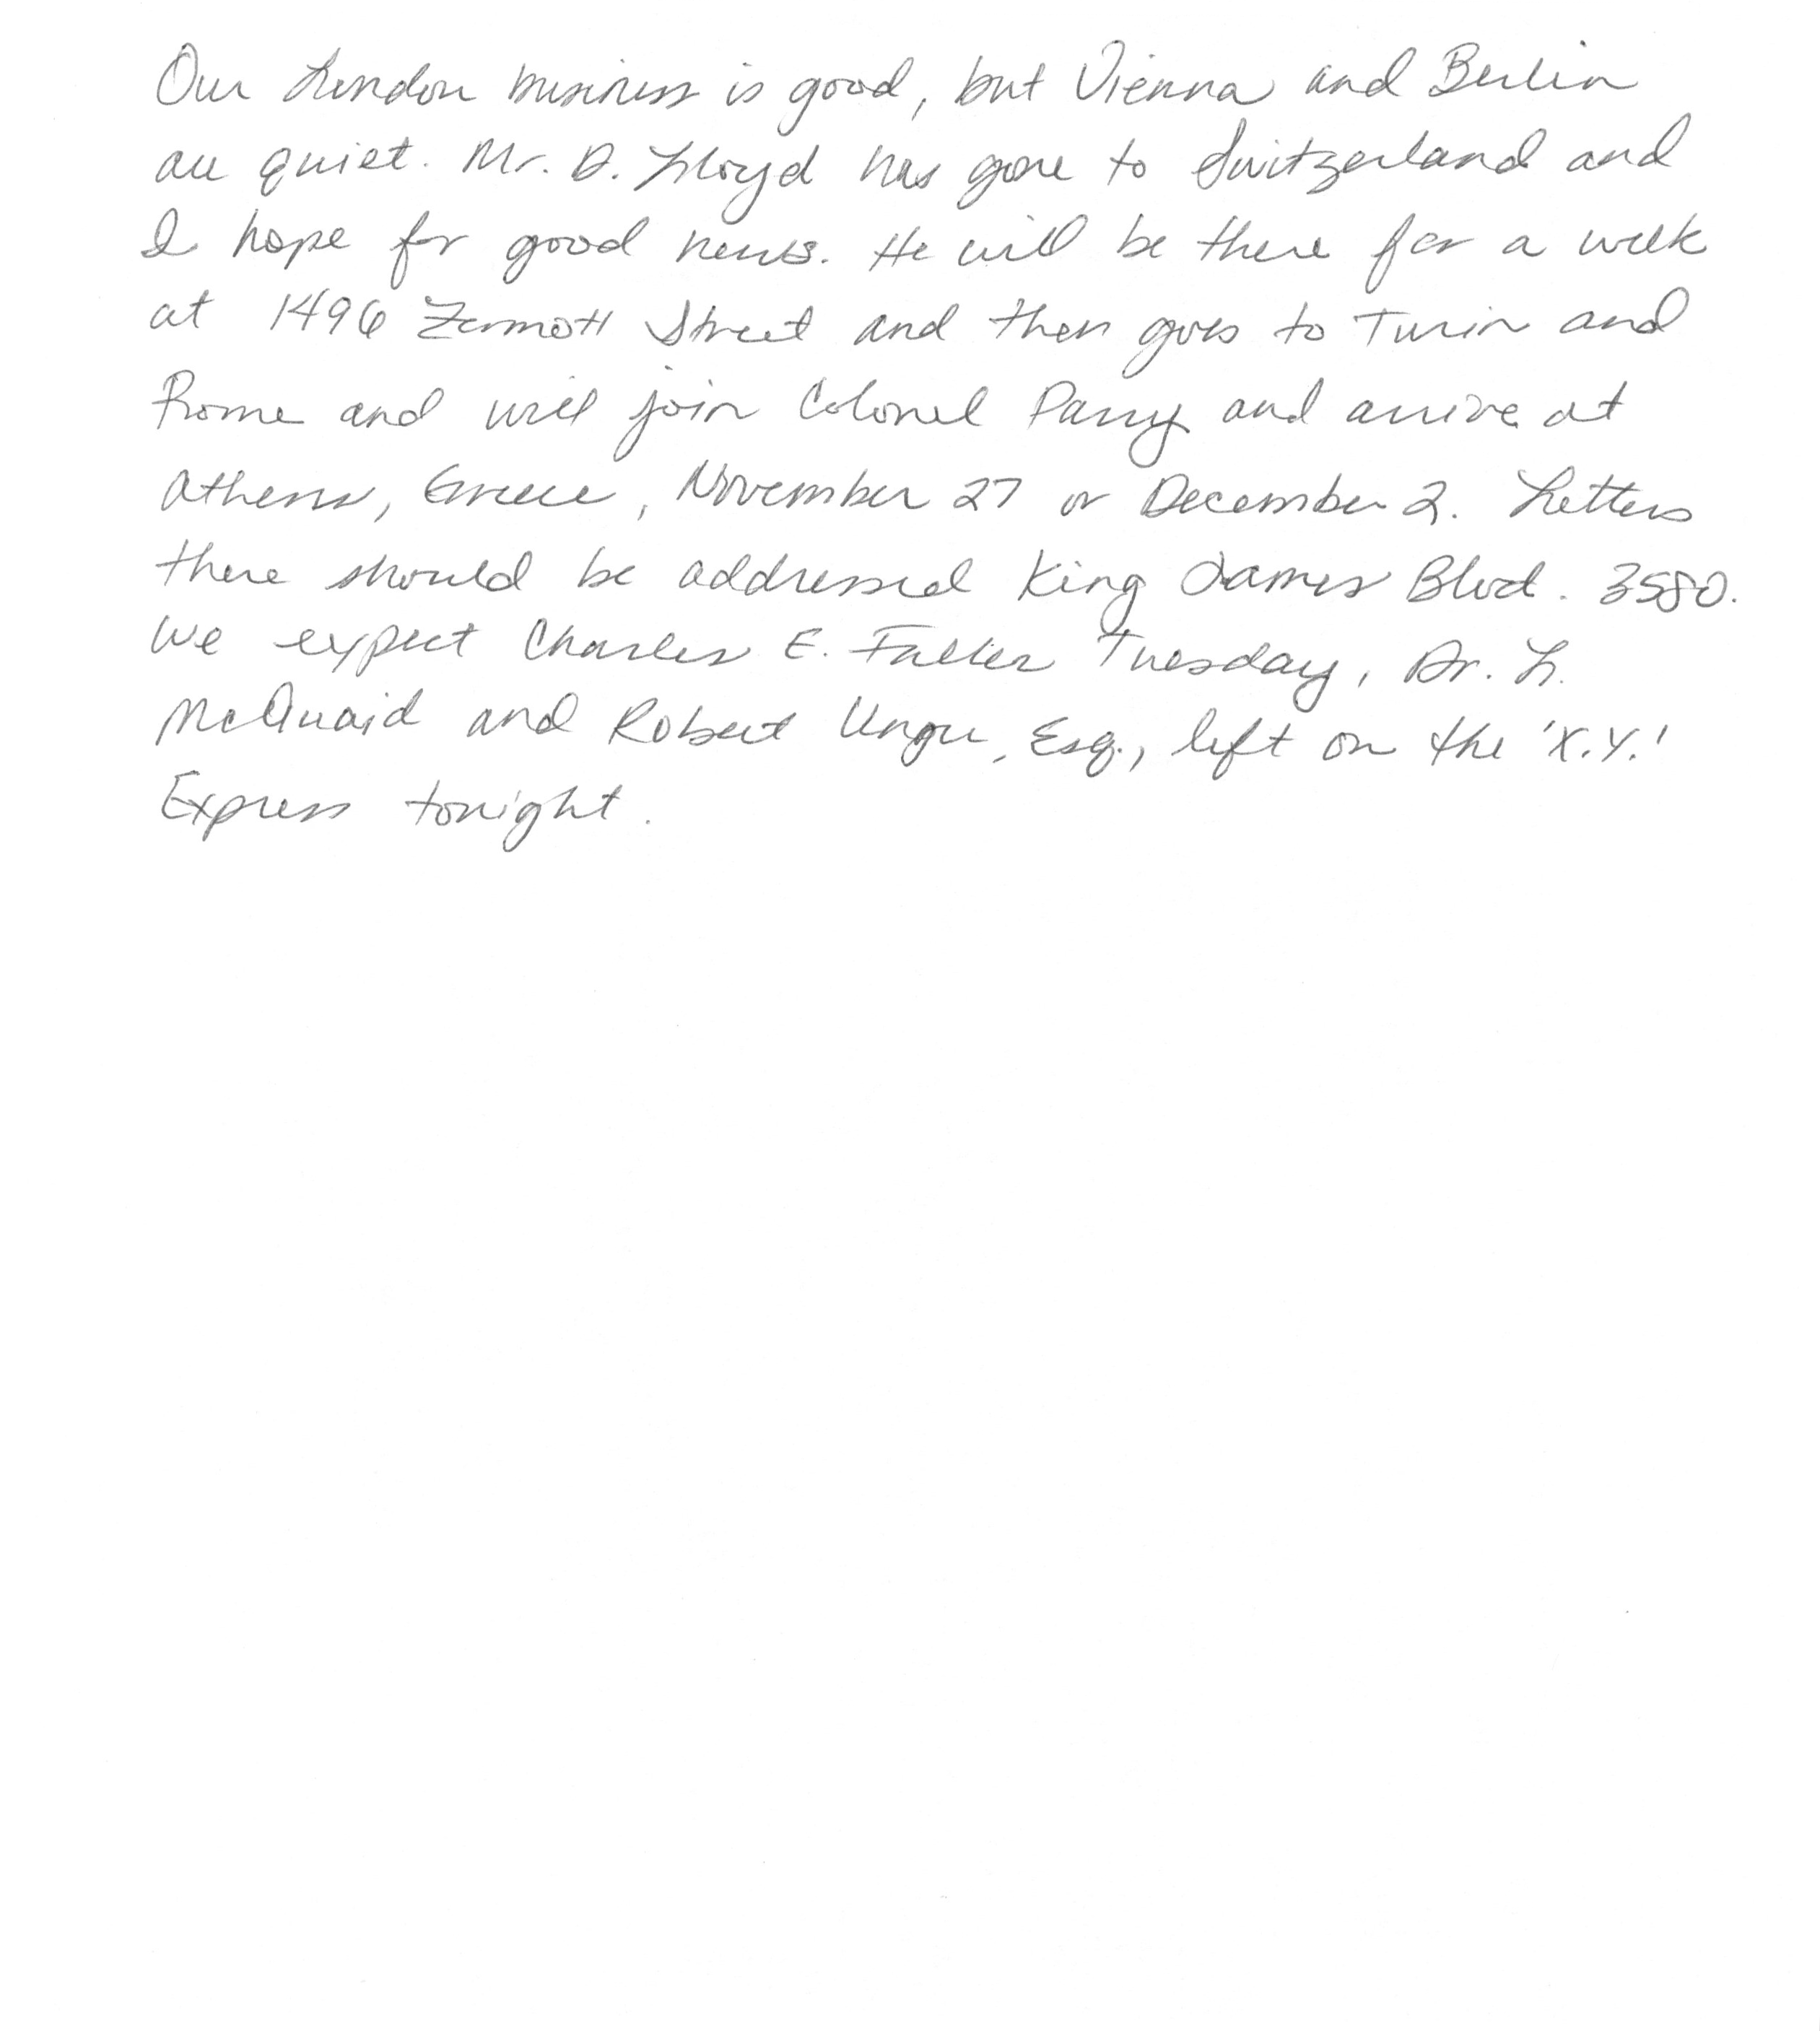 Our London business is good, but Vienna and Berlin
are quiet. Mr. D. Lloyd has gone to Switzerland and
I hope for good news. He will be there for a week
at 1496 Zermott Street and then goes to Turin and
Rome and will join Colonel Parry and arrive at
Athens, Greece, November 27 or December 2. Letters
there should be addressed King James Blvd. 3580.
We expect Charles E. Fuller Tuesday, Dr. L.
McQuaid and Robert Unger, Esq., left on the 'X.Y.'
Express tonight.